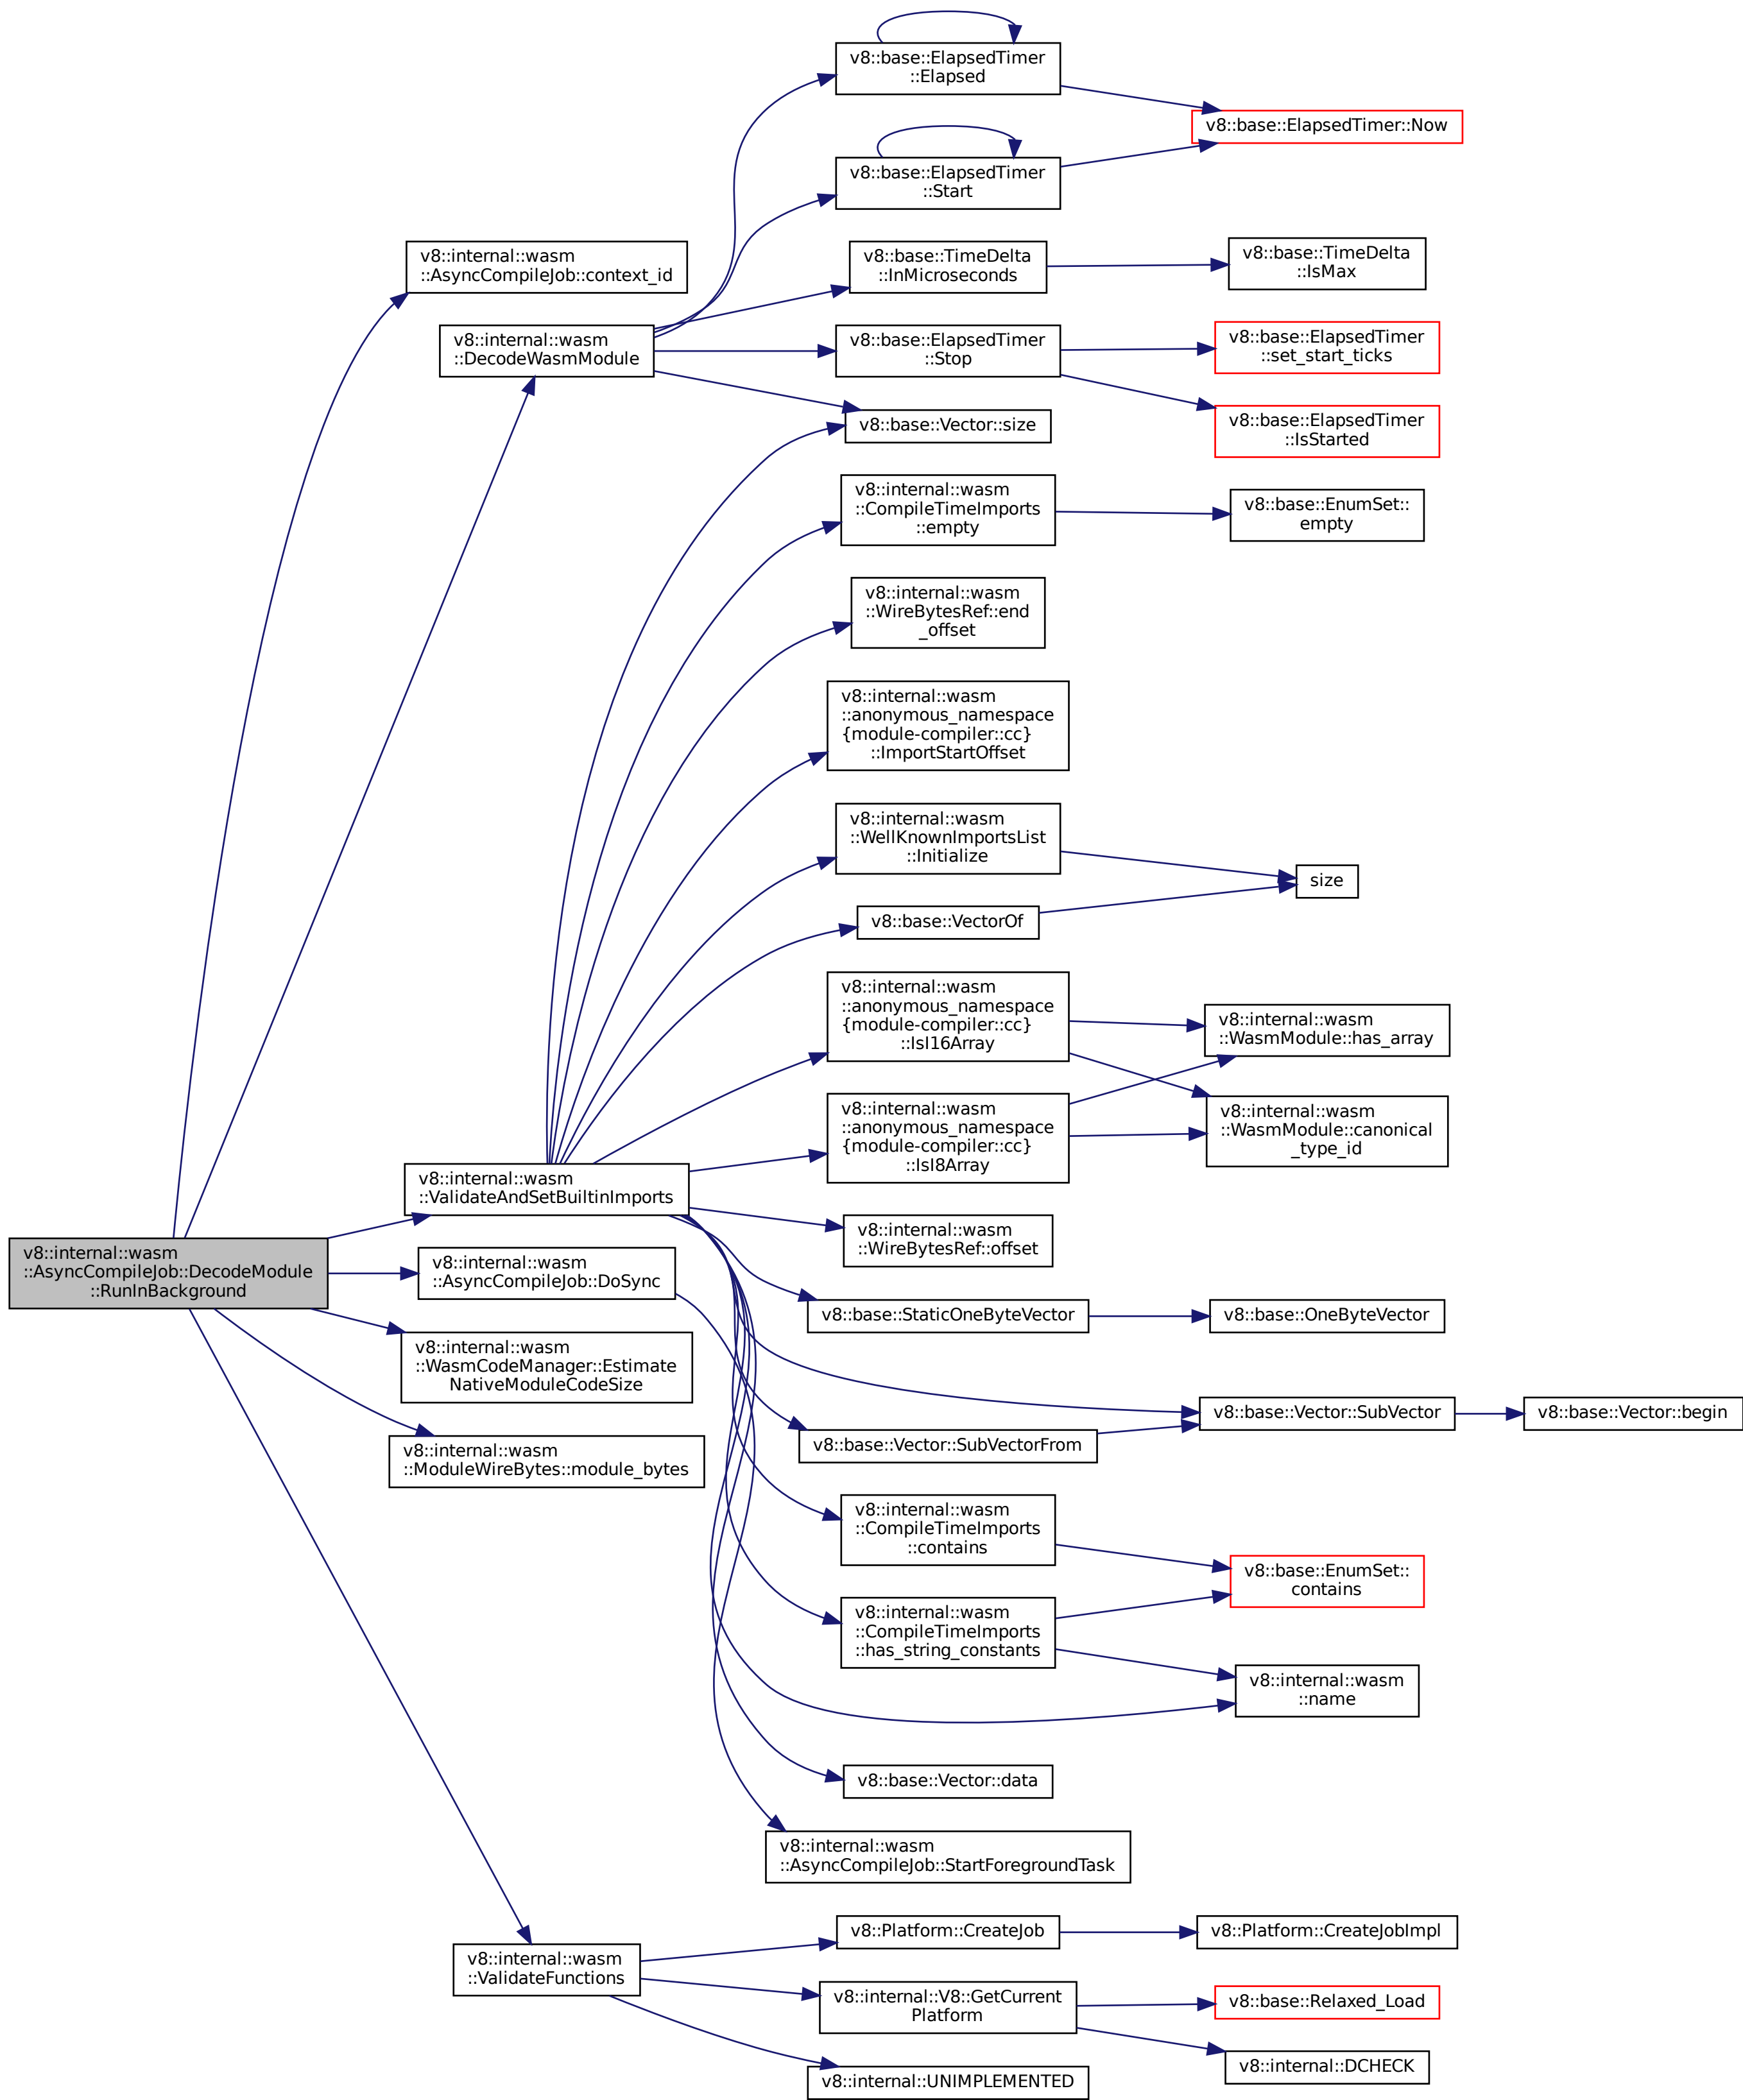 v8::internal::wasm
::AsyncCompileJob::DecodeModule
::RunInBackground
v8::internal::wasm
::AsyncCompileJob::context_id
v8::internal::wasm
::DecodeWasmModule
v8::internal::wasm
::ValidateAndSetBuiltinImports
v8::internal::wasm
::AsyncCompileJob::DoSync
v8::internal::wasm
::WasmCodeManager::Estimate
NativeModuleCodeSize
v8::internal::wasm
::ModuleWireBytes::module_bytes
v8::internal::wasm
::ValidateFunctions
v8::base::ElapsedTimer
::Elapsed
v8::base::ElapsedTimer
::Start
v8::base::TimeDelta
::InMicroseconds
v8::base::ElapsedTimer
::Stop
v8::base::Vector::size
v8::internal::wasm
::CompileTimeImports
::empty
v8::internal::wasm
::WireBytesRef::end
_offset
v8::internal::wasm
::anonymous_namespace
{module-compiler::cc}
::ImportStartOffset
v8::internal::wasm
::WellKnownImportsList
::Initialize
v8::base::VectorOf
v8::internal::wasm
::anonymous_namespace
{module-compiler::cc}
::IsI16Array
v8::internal::wasm
::anonymous_namespace
{module-compiler::cc}
::IsI8Array
v8::internal::wasm
::WireBytesRef::offset
v8::base::StaticOneByteVector
v8::base::Vector::SubVectorFrom
v8::internal::wasm
::CompileTimeImports
::contains
v8::internal::wasm
::CompileTimeImports
::has_string_constants
v8::base::Vector::data
v8::internal::wasm
::AsyncCompileJob::StartForegroundTask
v8::Platform::CreateJob
v8::internal::V8::GetCurrent
Platform
v8::internal::UNIMPLEMENTED
v8::base::ElapsedTimer::Now
v8::base::TimeDelta
::IsMax
v8::base::ElapsedTimer
::set_start_ticks
v8::base::ElapsedTimer
::IsStarted
v8::base::EnumSet::
empty
size
v8::internal::wasm
::WasmModule::has_array
v8::internal::wasm
::WasmModule::canonical
_type_id
v8::base::OneByteVector
v8::base::Vector::SubVector
v8::base::EnumSet::
contains
v8::internal::wasm
::name
v8::Platform::CreateJobImpl
v8::base::Relaxed_Load
v8::internal::DCHECK
v8::base::Vector::begin